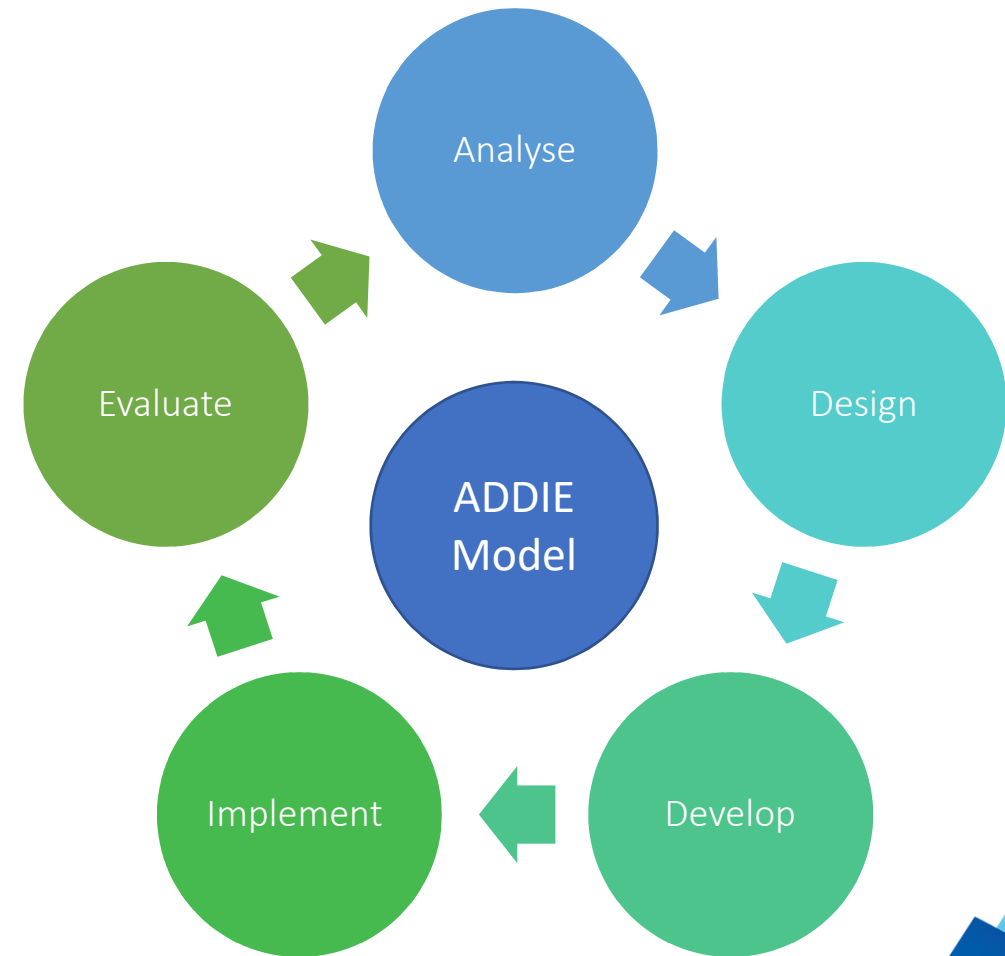 Analyse
Design
Develop
Implement
Evaluate
ADDIE
Model